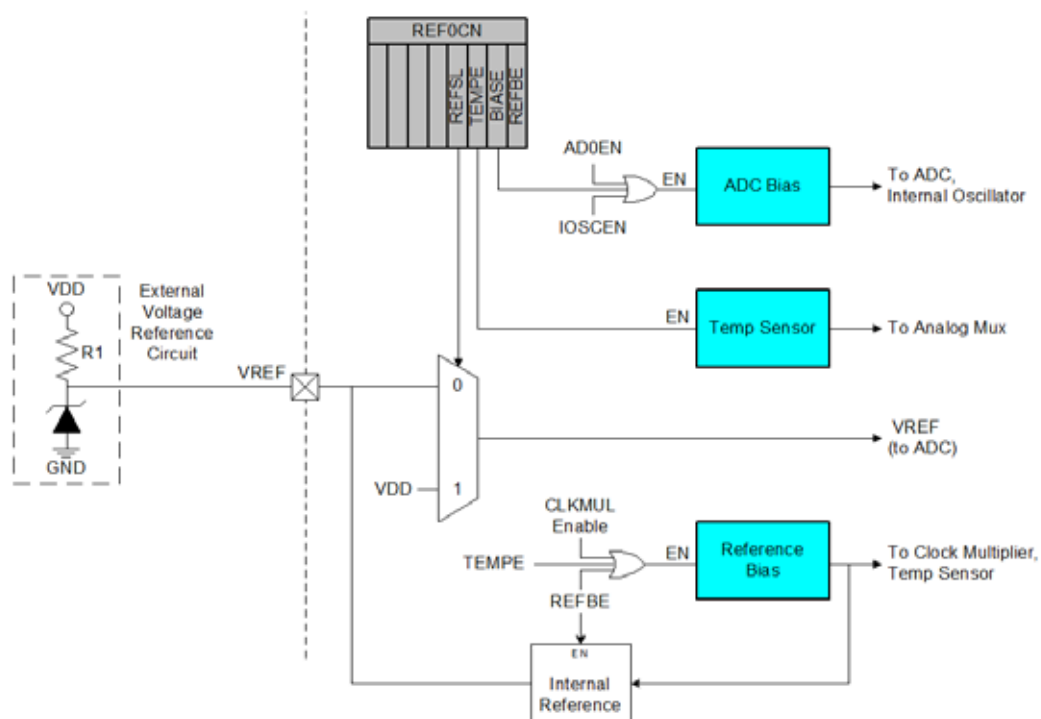 REF0CN
REFSL
TEMPE
BIASE
REFBE
AD0EN
EN
ADC Bias
To ADC,
Internal Oscillator
IOSCEN
VDD
External
Voltage
Reference
Circuit
R1
GND
VREF
EN
Temp Sensor
To Analog Mux
0
VREF
(to ADC)
VDD
1
CLKMUL
Enable
TEMPE
EN
Reference
Bias
To Clock Multiplier,
Temp Sensor
REFBE
EN
Internal
Reference